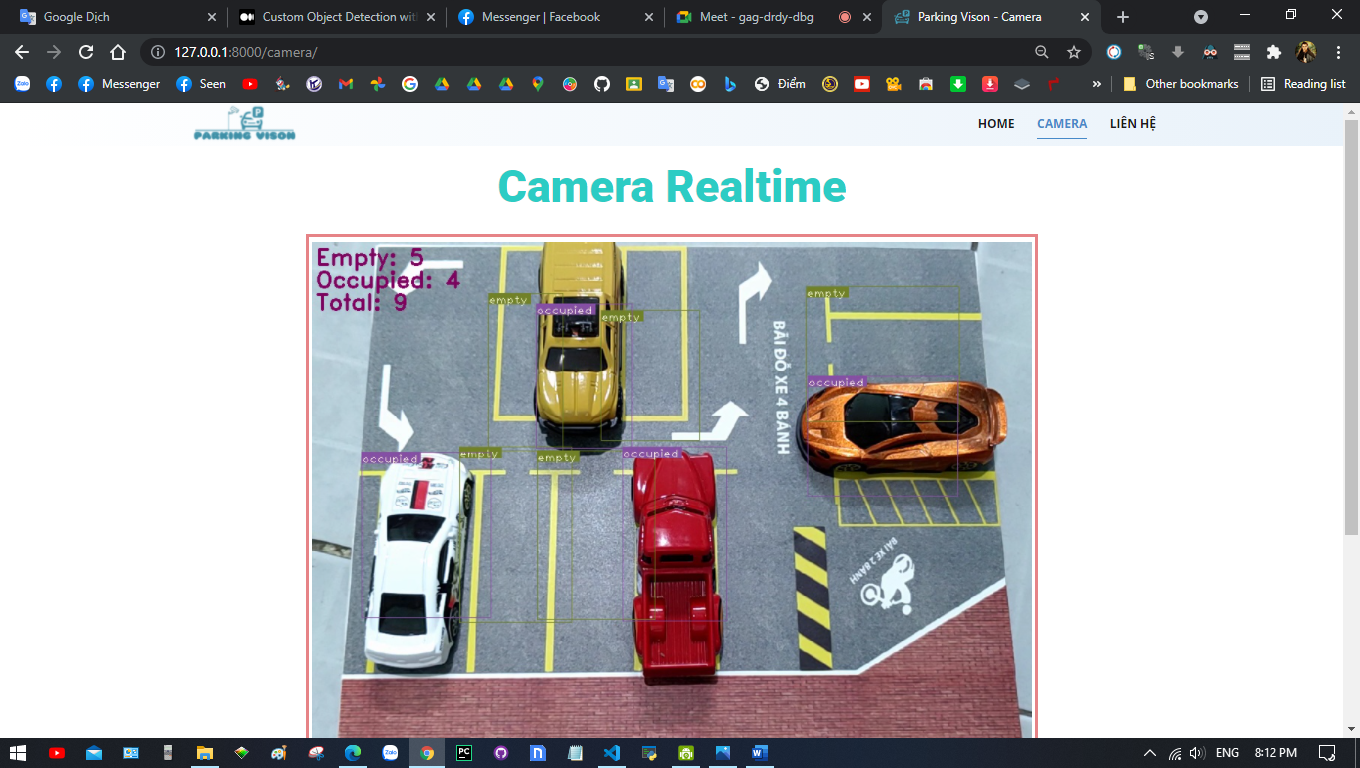 Google Dịch
Custom Object Detection wit
Messenger | Facebook
Meet - gag-drdy-dbg
Parking Vison - Camera
127.0.0.1:8000/camera/
Zalo
Messenger
Seen
Điểm
»
Other bookmarks
Reading list
PARKING VISON
HOME
CAMERA
LIÊN HỆ
Camera Realtime
Empty: 5
Occupied: 4
Total: 9
empty
occupied
empty
empty
occupied
BÃI ĐỖ XE 4 BÁNH
occupied
empty
empty
occupied
BÃI XE 2 BÁNH
Zalo
PC
ENG
8:12 PM